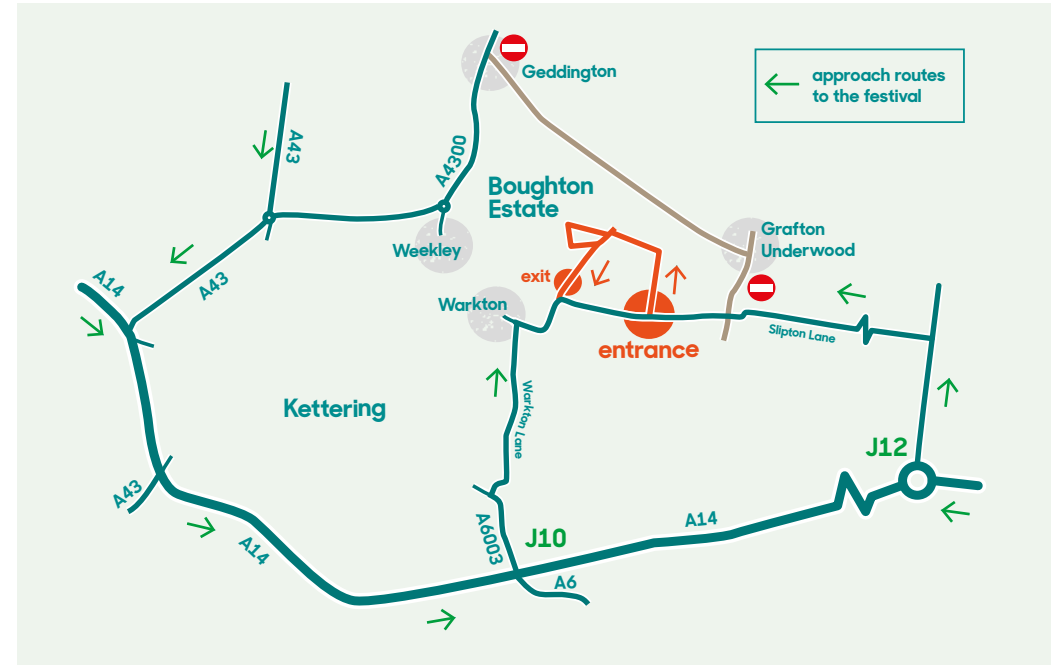 Geddington
approach routes
to the festival
A43
A4300
Boughton
Estate
Grafton
Underwood
Weekley
exit
A14
A43
Warkton
Slipton Lane
entrance
Kettering
Warkton Lane
J12
A43
A14
A6003
J10
A14
A6